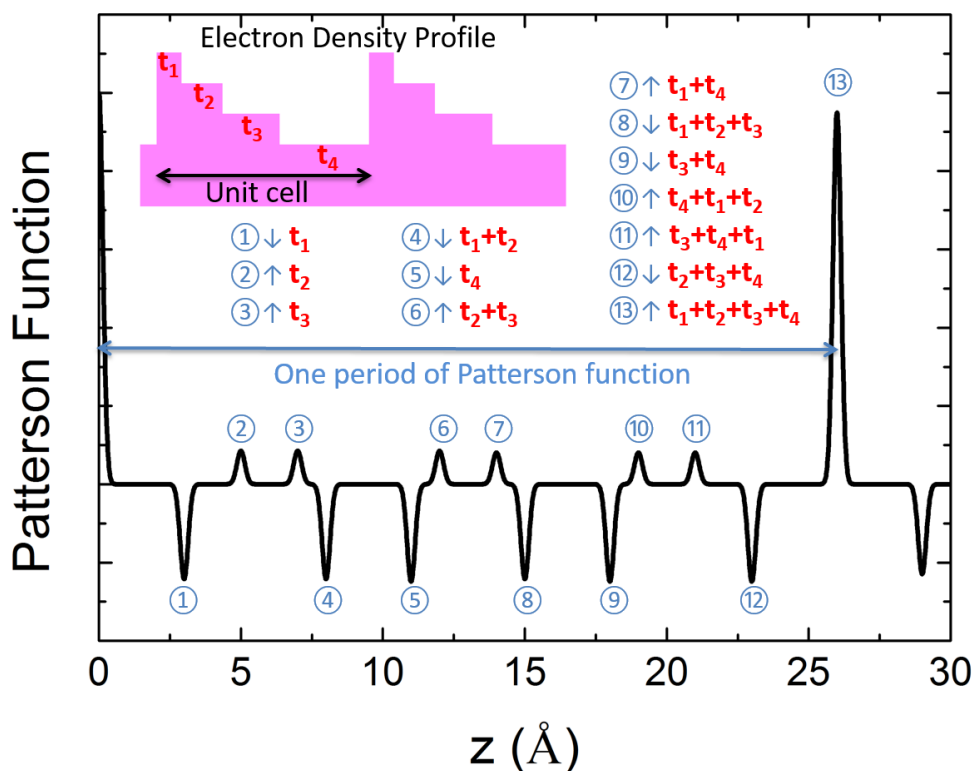 Electron Density Profile
t₁
t₂
t₃
t₄
Unit cell
① ↓ t₁
② ↑ t₂
③ ↑ t₃
④ ↓ t₁+t₂
⑤ ↓ t₄
⑥ ↑ t₂+t₃
⑦ ↑ t₁+t₄
⑧ ↓ t₁+t₂+t₃
⑨ ↓ t₃+t₄
⑩ ↑ t₄+t₁+t₂
⑪ ↑ t₃+t₄+t₁
⑫ ↓ t₂+t₃+t₄
⑬ ↑ t₁+t₂+t₃+t₄
⑬
One period of Patterson function
② ③ ⑥ ⑦ ⑩ ⑪
① ④ ⑤ ⑧ ⑨ ⑫
Patterson Function
0 5 10 15 20 25 30
z (Å)